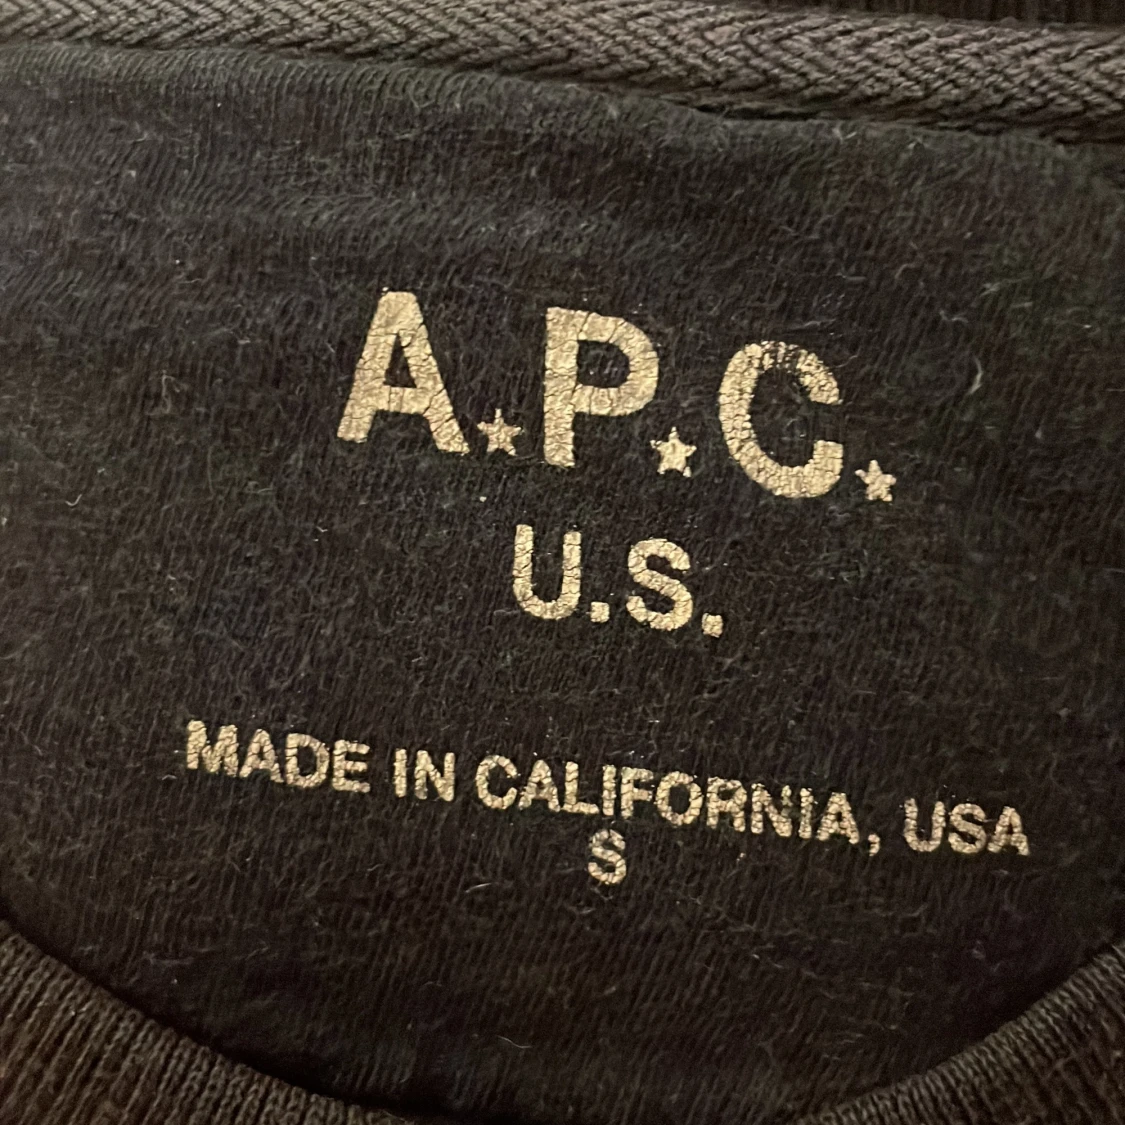 A★P★C★
U.S.
MADE IN CALIFORNIA, USA
S